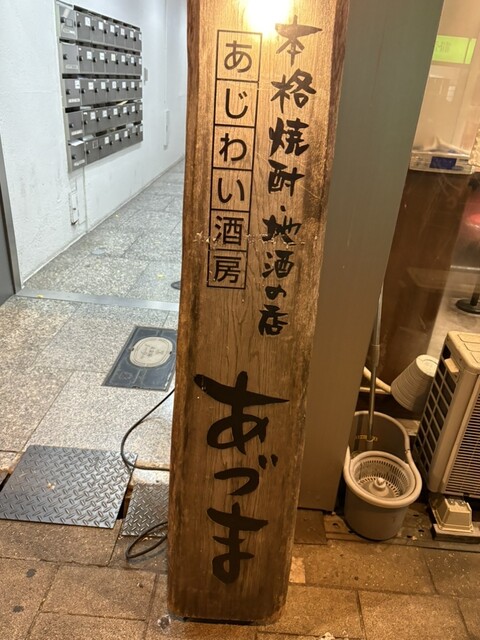 本格焼酎・地酒の店
あじわい酒房
あづま